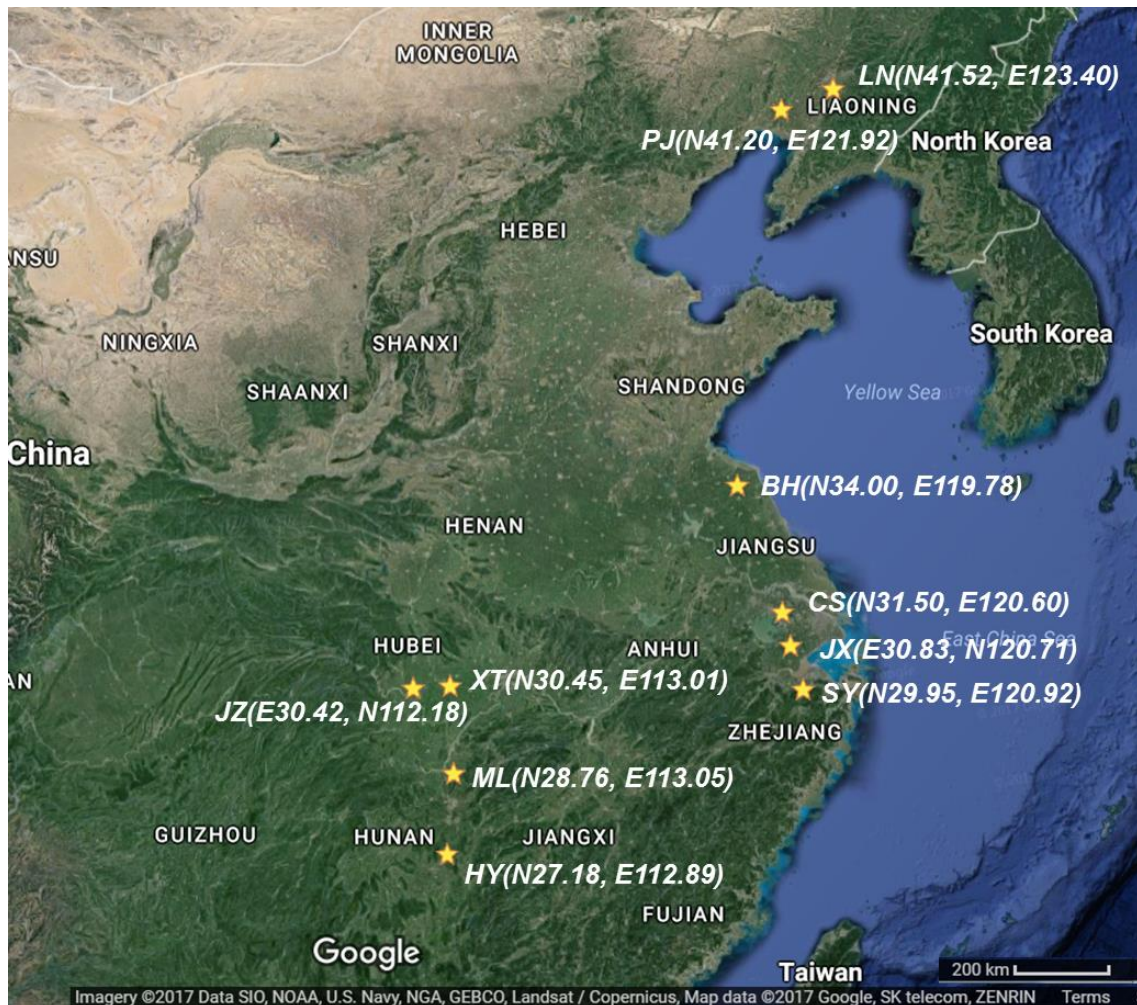 INNER
MONGOLIA
LN(N41.52, E123.40)
LIAONING
PJ(N41.20, E121.92)
North Korea
HEBEI
ANSU
NINGXIA
SHANXI
South Korea
SHAANXI
SHANDONG
Yellow Sea
China
BH(N34.00, E119.78)
HENAN
JIANGSU
CS(N31.50, E120.60)
East China Sea
HUBEI
ANHUI
JX(E30.83, N120.71)
AN
XT(N30.45, E113.01)
SY(N29.95, E120.92)
JZ(E30.42, N112.18)
ZHEJIANG
ML(N28.76, E113.05)
GUIZHOU
HUNAN
JIANGXI
HY(N27.18, E112.89)
FUJIAN
Google
Taiwan
200 km
Imagery ©2017 Data SIO, NOAA, U.S. Navy, NGA, GEBCO, Landsat / Copernicus, Map data ©2017 Google, SK telecom, ZENRIN Terms